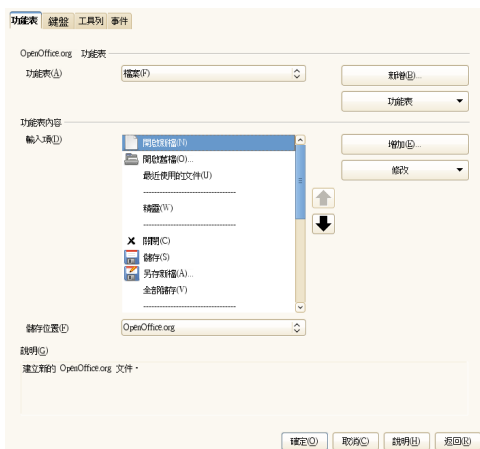 功能表 鍵盤 工具列 事件
OpenOffice.org 功能表
功能表(A) 檔案(F) 新增(B)...
功能表
功能表內容
輸入項(D) 開啟新檔(N) 增加(K)...
開啟舊檔(O)... 修改
最近使用的文件(U)
----------------------------------
精靈(W)
----------------------------------
關閉(C)
儲存(S)
另存新檔(A)...
全部儲存(V)
----------------------------------
儲存位置(F) OpenOffice.org
說明(G)
建立新的 OpenOffice.org 文件。
確定(O) 取消(C) 說明(H) 返回(R)